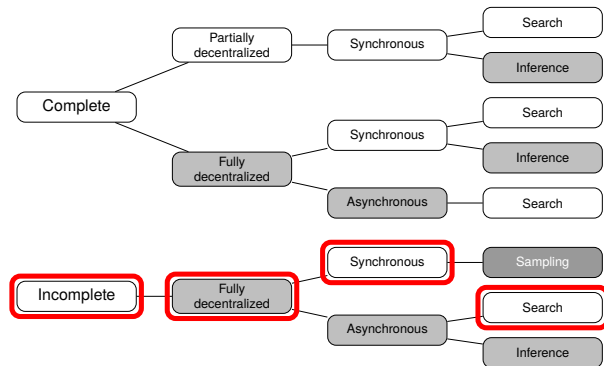 Search
Partially
decentralized
Synchronous
Inference
Complete
Search
Synchronous
Fully
decentralized
Inference
Asynchronous
Search
Synchronous
Sampling
Incomplete
Fully
decentralized
Search
Asynchronous
Inference